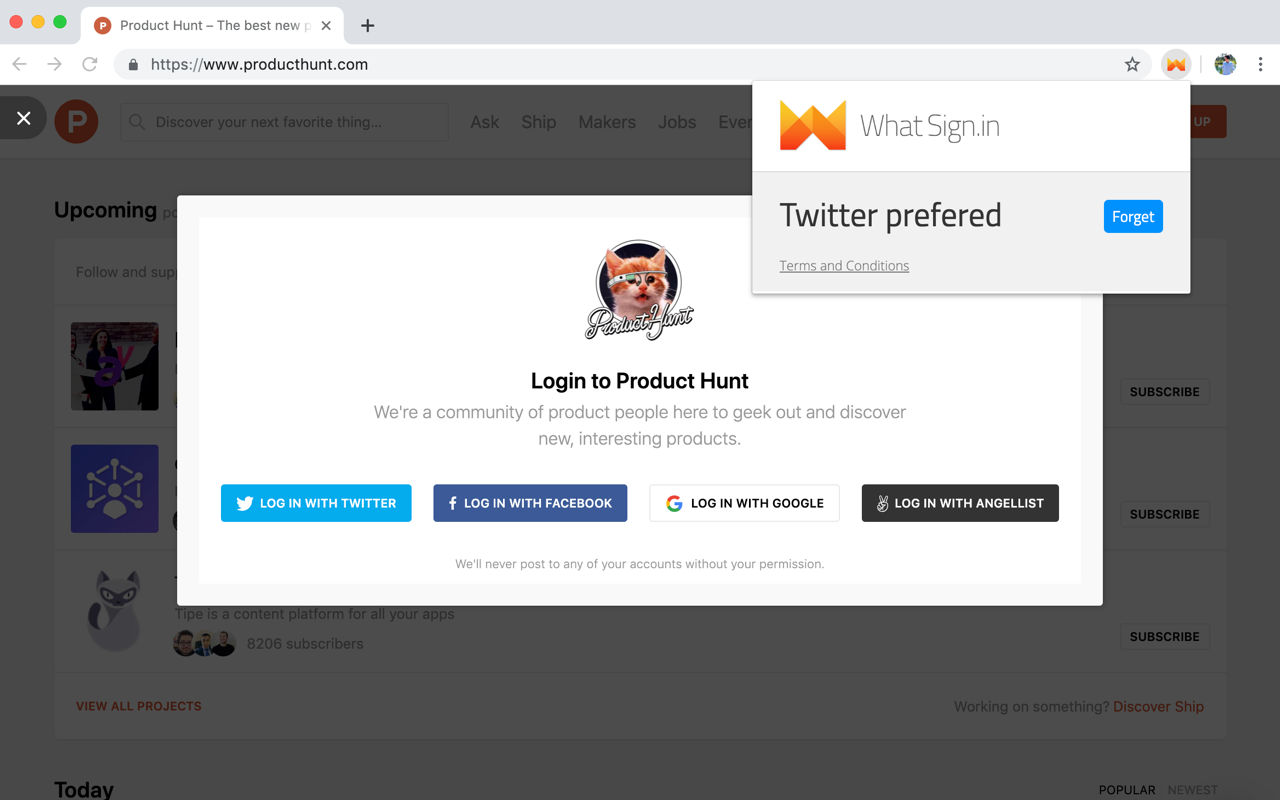 Product Hunt – The best new p
https://www.producthunt.com
P
Discover your next favorite thing...
Ask
Ship
Makers
Jobs
Even
UP
What Sign.in
Twitter prefered
Forget
Terms and Conditions
Upcoming
Follow and supp
Product Hunt
Login to Product Hunt
We're a community of product people here to geek out and discover
new, interesting products.
SUBSCRIBE
LOG IN WITH TWITTER
LOG IN WITH FACEBOOK
LOG IN WITH GOOGLE
LOG IN WITH ANGELLIST
SUBSCRIBE
We'll never post to any of your accounts without your permission.
Tipe is a content platform for all your apps
8206 subscribers
SUBSCRIBE
VIEW ALL PROJECTS
Working on something? Discover Ship
Today
POPULAR
NEWEST